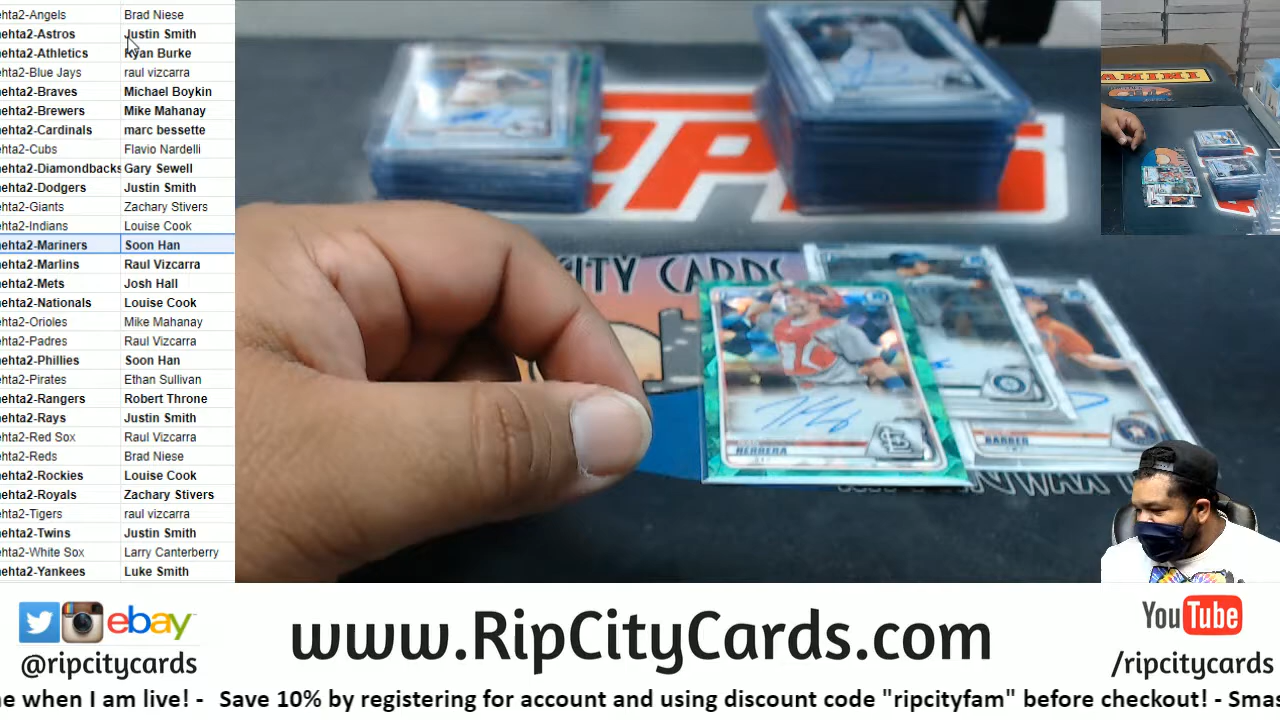 ehta2-Angels Brad Niese
ehta2-Astros Justin Smith
ehta2-Athletics Ryan Burke
ehta2-Blue Jays raul vizcarra
ehta2-Braves Michael Boykin
ehta2-Brewers Mike Mahanay
ehta2-Cardinals marc bessette
ehta2-Cubs Flavio Nardelli
ehta2-Diamondbacks Gary Sewell
ehta2-Dodgers Justin Smith
ehta2-Giants Zachary Stivers
ehta2-Indians Louise Cook
ehta2-Mariners Soon Han
ehta2-Marlins Raul Vizcarra
ehta2-Mets Josh Hall
ehta2-Nationals Louise Cook
ehta2-Orioles Mike Mahanay
ehta2-Padres Raul Vizcarra
ehta2-Phillies Soon Han
ehta2-Pirates Ethan Sullivan
ehta2-Rangers Robert Throne
ehta2-Rays Justin Smith
ehta2-Red Sox Raul Vizcarra
ehta2-Reds Brad Niese
ehta2-Rockies Louise Cook
ehta2-Royals Zachary Stivers
ehta2-Tigers raul vizcarra
ehta2-Twins Justin Smith
ehta2-White Sox Larry Canterberry
ehta2-Yankees Luke Smith
PANINI
CITY CARDS
HERRERA
BARBER
ebay
@ripcitycards
www.RipCityCards.com
YouTube
/ripcitycards
ne when I am live! - Save 10% by registering for account and using discount code "ripcityfam" before checkout! - Smas